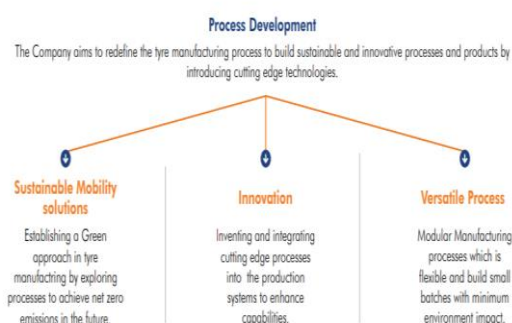 Process Development
The Company aims to redefine the tyre manufacturing process to build sustainable and innovative processes and products by
introducing cutting edge technologies.
Sustainable Mobility
solutions
Establishing a Green
approach in tyre
manufactring by exploring
processes to achieve net zero
emissions in the future.
Innovation
Inventing and integrating
cutting edge processes
into the production
systems to enhance
capabilities.
Versatile Process
Modular Manufacturing
processes which is
flexible and build small
batches with minimum
environment impact.